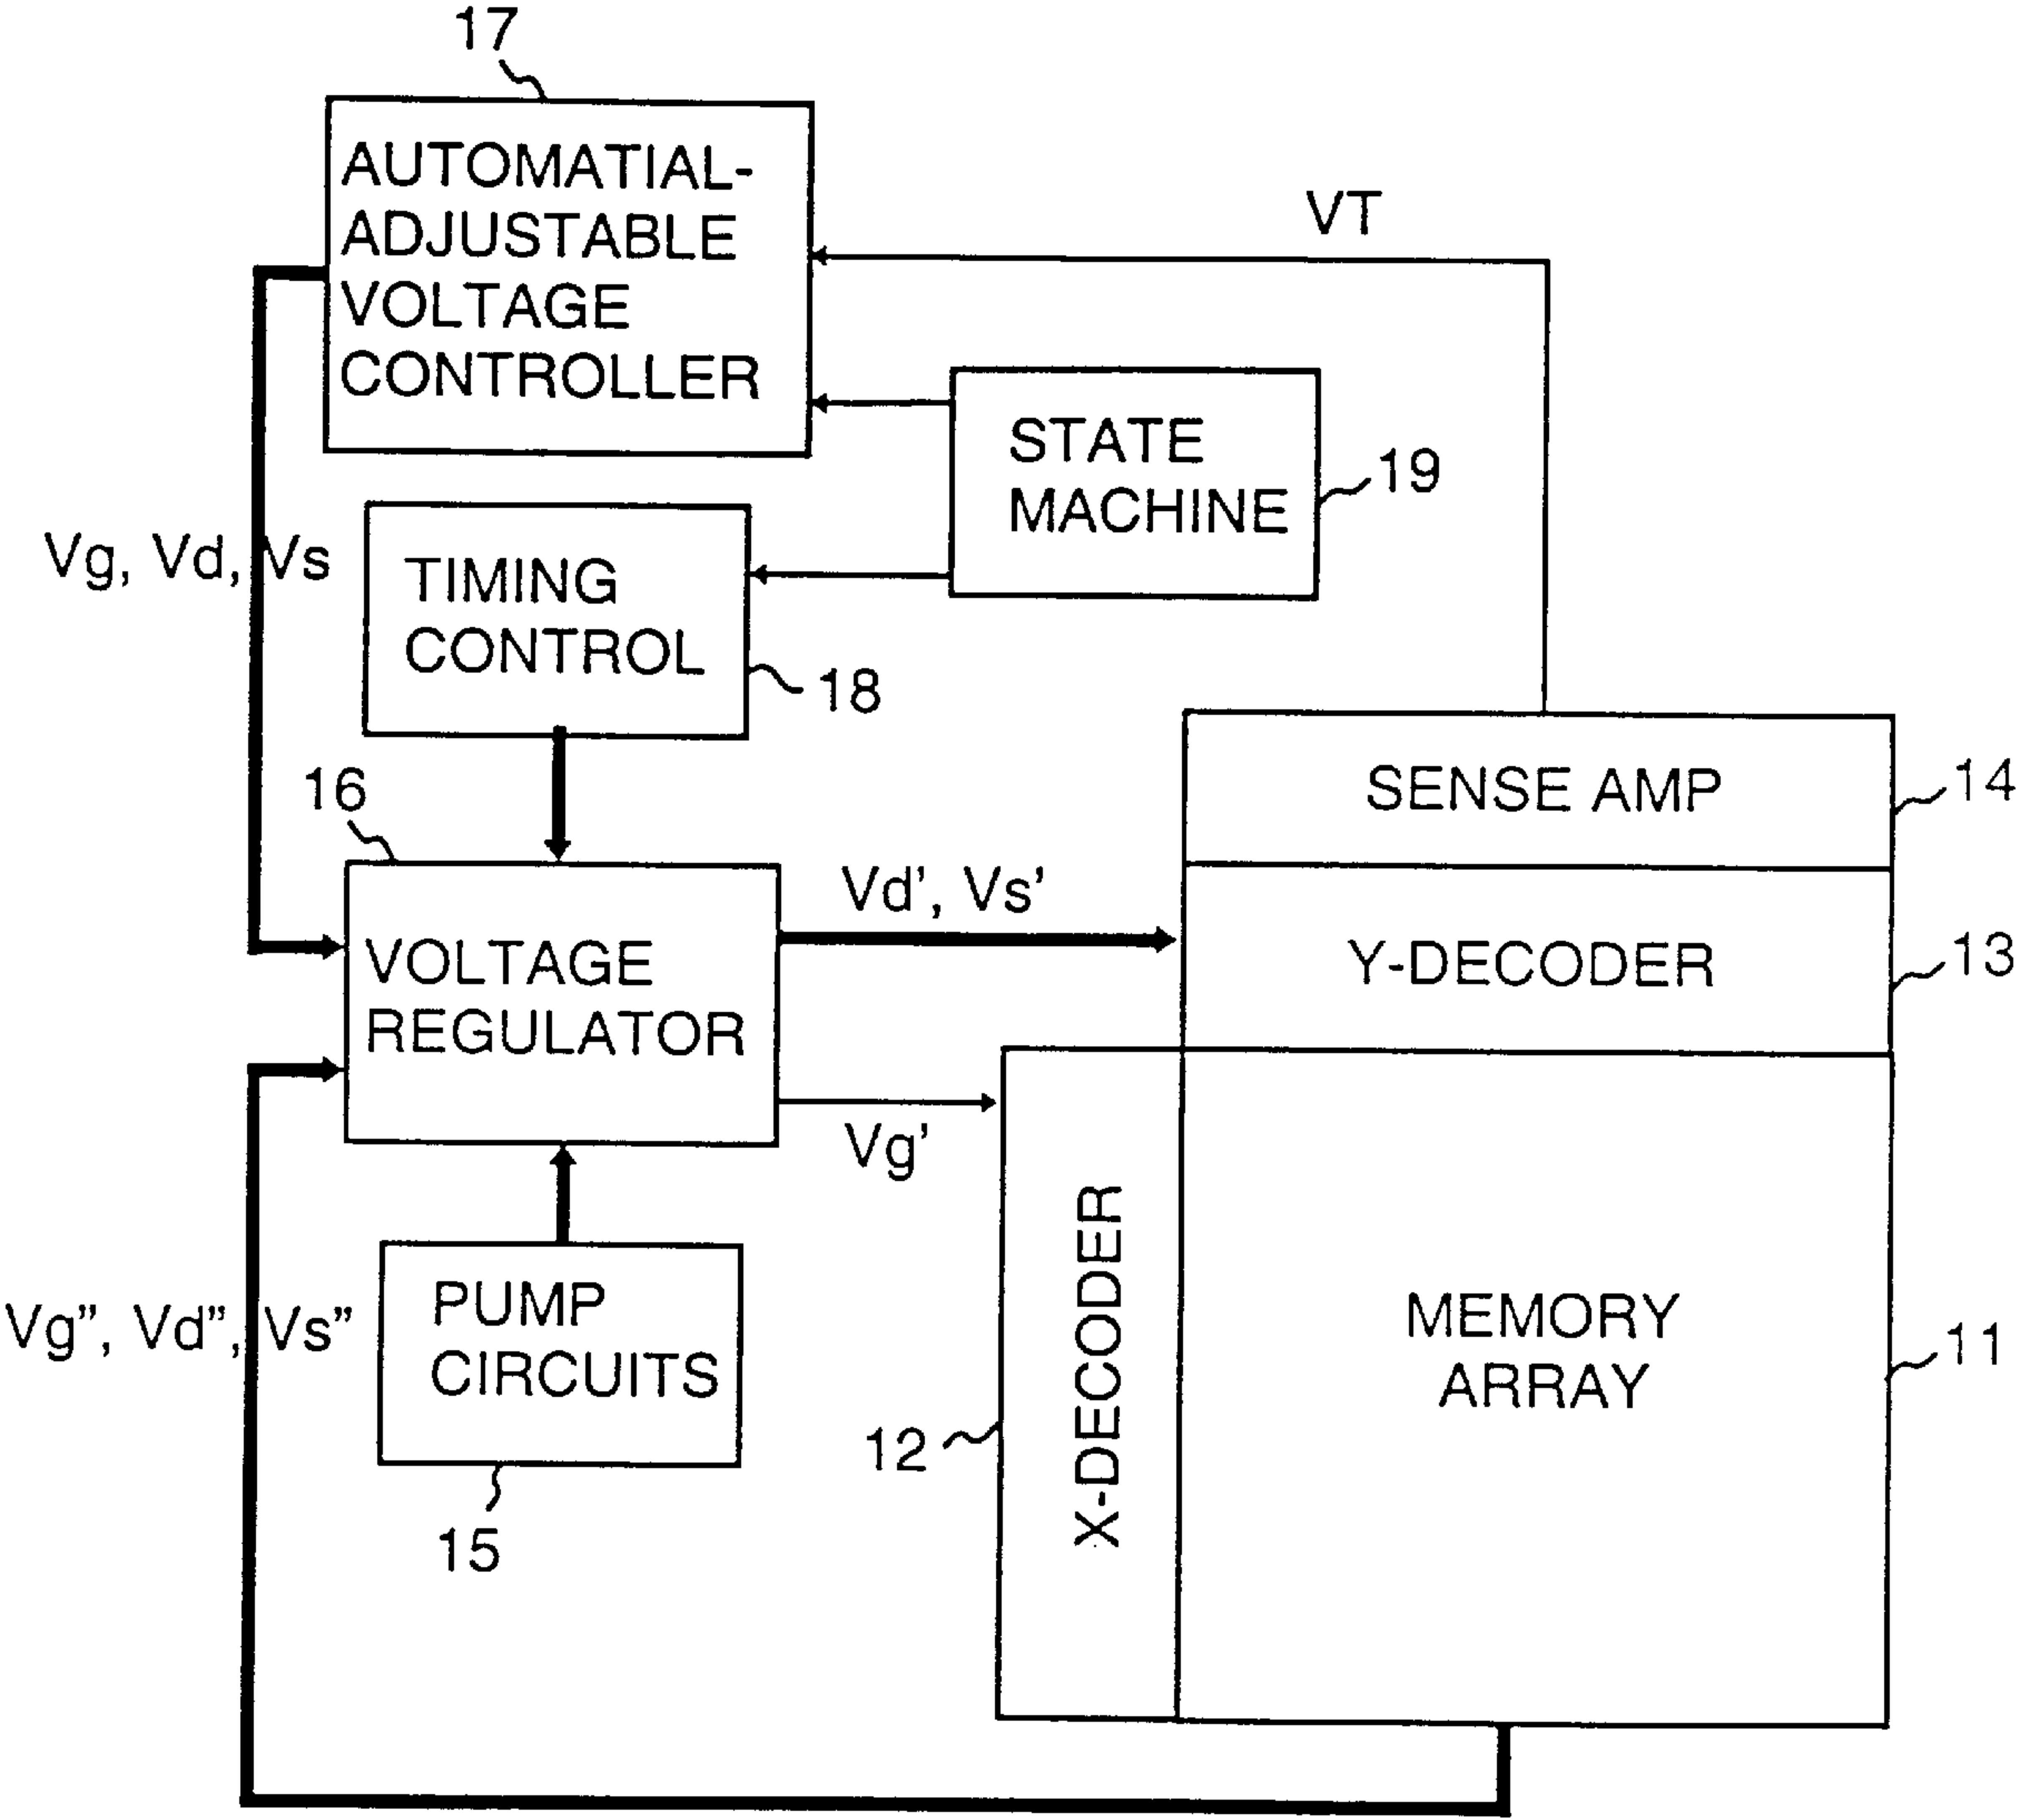 17
AUTOMATIAL-
ADJUSTABLE
VOLTAGE
CONTROLLER
VT
STATE
MACHINE
19
Vg, Vd, Vs
TIMING
CONTROL
18
16
SENSE AMP
14
Vd', Vs'
VOLTAGE
REGULATOR
Y-DECODER
13
Vg'
X-DECODER
PUMP
CIRCUITS
Vg”, Vd”, Vs”
MEMORY
ARRAY
11
12
15